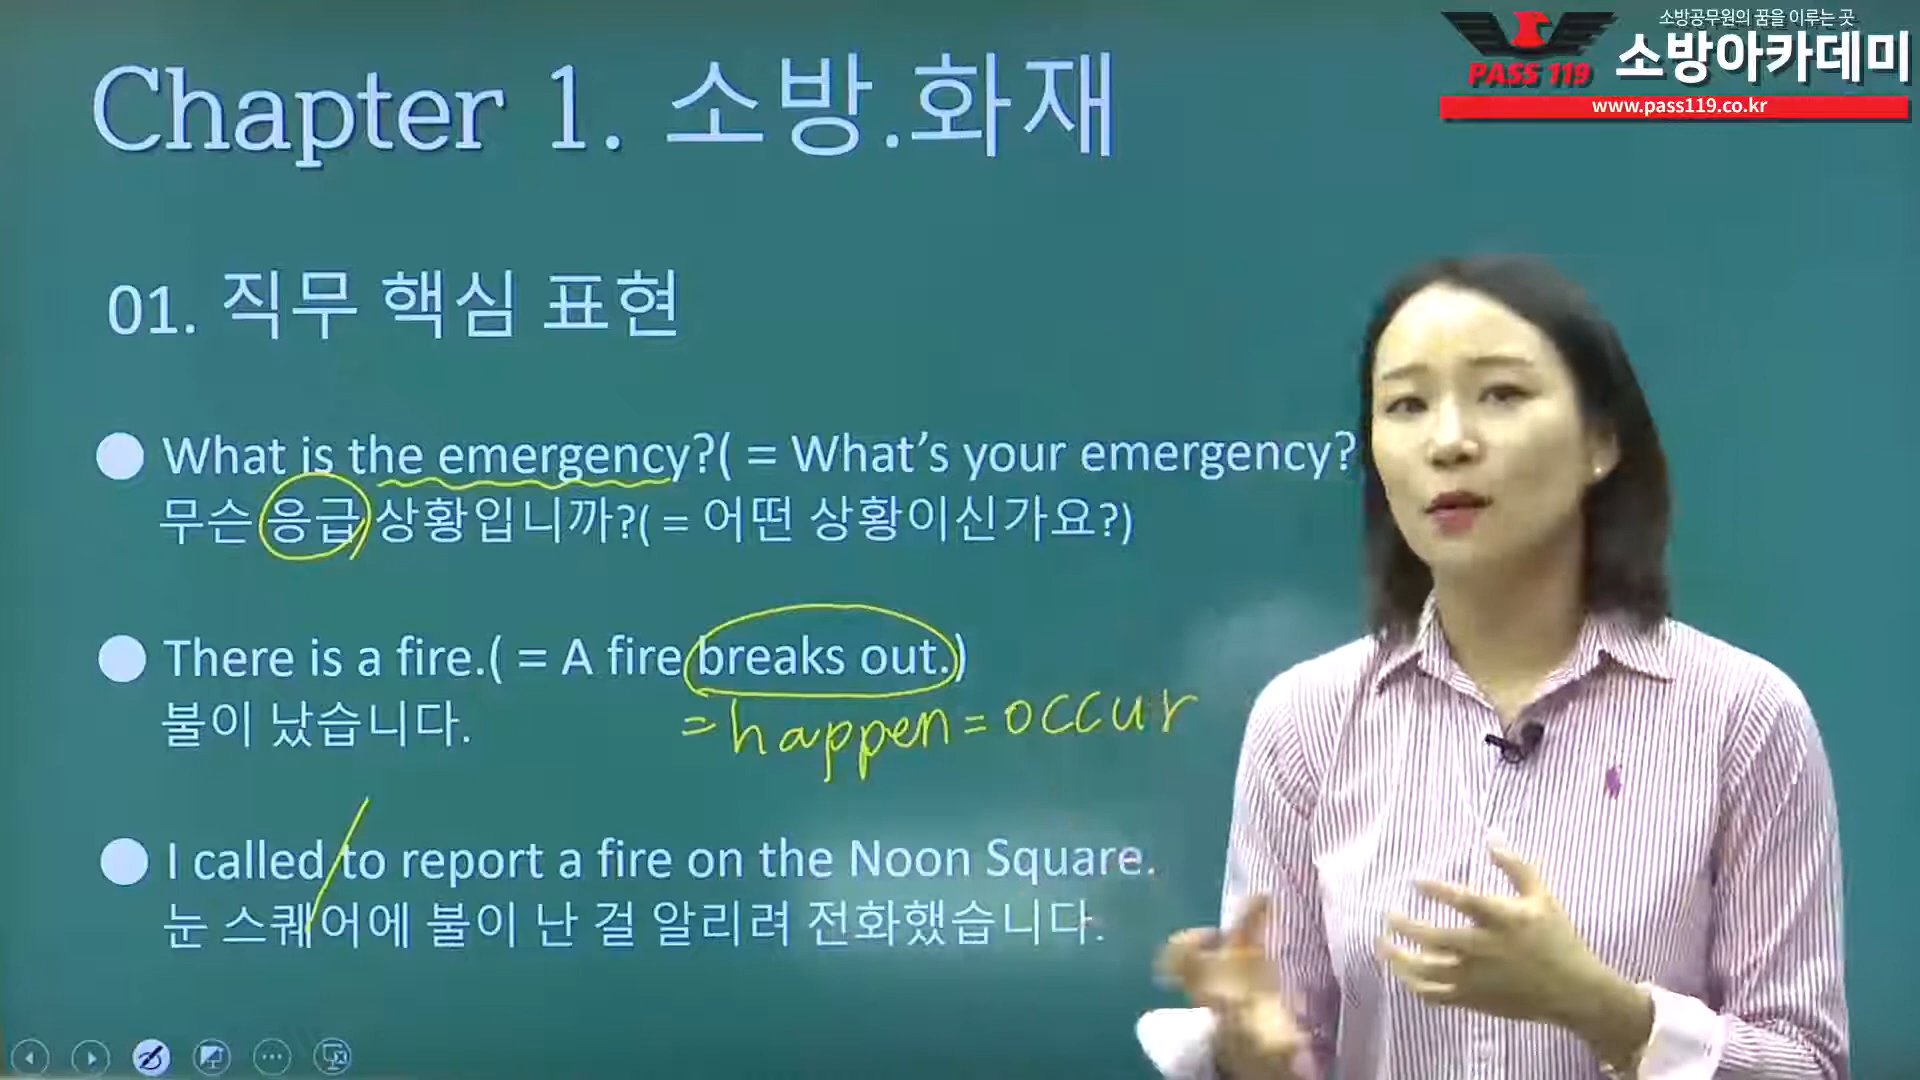 소방공무원의 꿈을 이루는 곳
PASS 119 소방아카데미
www.pass119.co.kr
Chapter 1. 소방.화재
01. 직무 핵심 표현
What is the emergency?( = What's your emergency?
무슨 응급 상황입니까?( = 어떤 상황이신가요?)
There is a fire.( = A fire breaks out.)
불이 났습니다.
=happen=occur
I called to report a fire on the Noon Square.
눈 스퀘어에 불이 난 걸 알리려 전화했습니다.